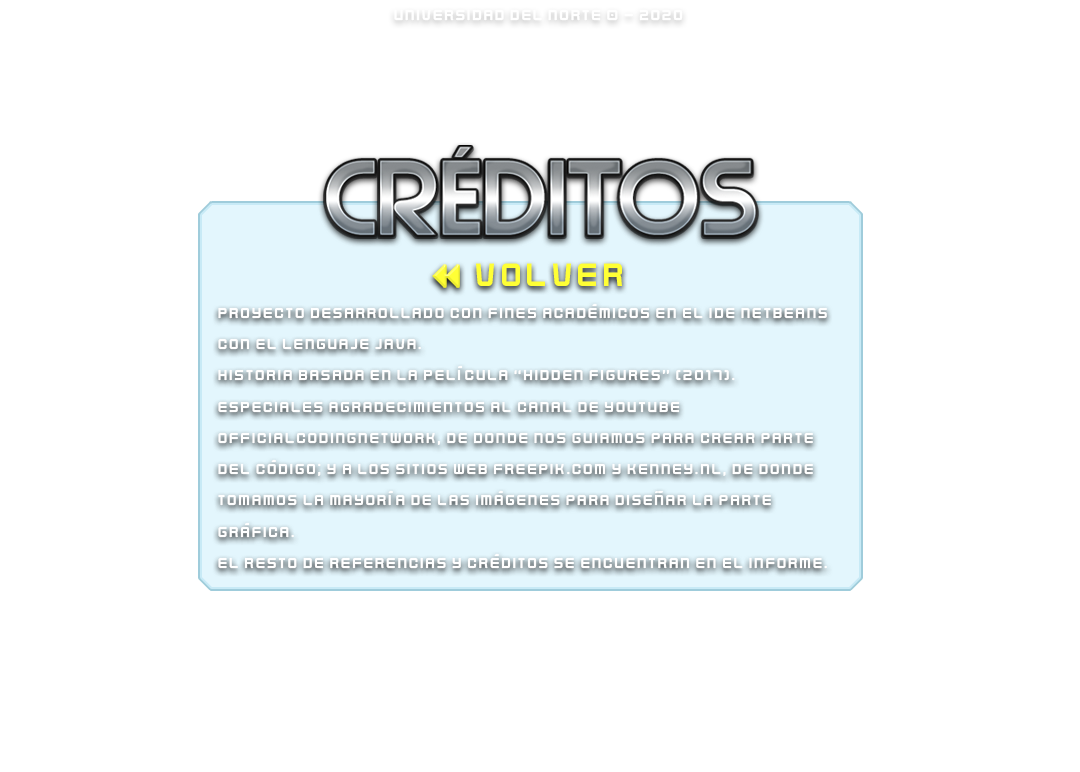 UNIVERSIDAD DEL NORTE © - 2020
CRÉDITOS
VOLVER
PROYECTO DESARROLLADO CON FINES ACADÉMICOS EN EL IDE NETBEANS
CON EL LENGUAJE JAVA.
HISTORIA BASADA EN LA PELÍCULA "HIDDEN FIGURES" (2017).
ESPECIALES AGRADECIMIENTOS AL CANAL DE YOUTUBE
OFFICIALCODINGNETWORK, DE DONDE NOS GUIAMOS PARA CREAR PARTE
DEL CÓDIGO; Y A LOS SITIOS WEB FREEPIK.COM Y KENNEY.NL, DE DONDE
TOMAMOS LA MAYORÍA DE LAS IMÁGENES PARA DISEÑAR LA PARTE
GRÁFICA.
EL RESTO DE REFERENCIAS Y CRÉDITOS SE ENCUENTRAN EN EL INFORME.